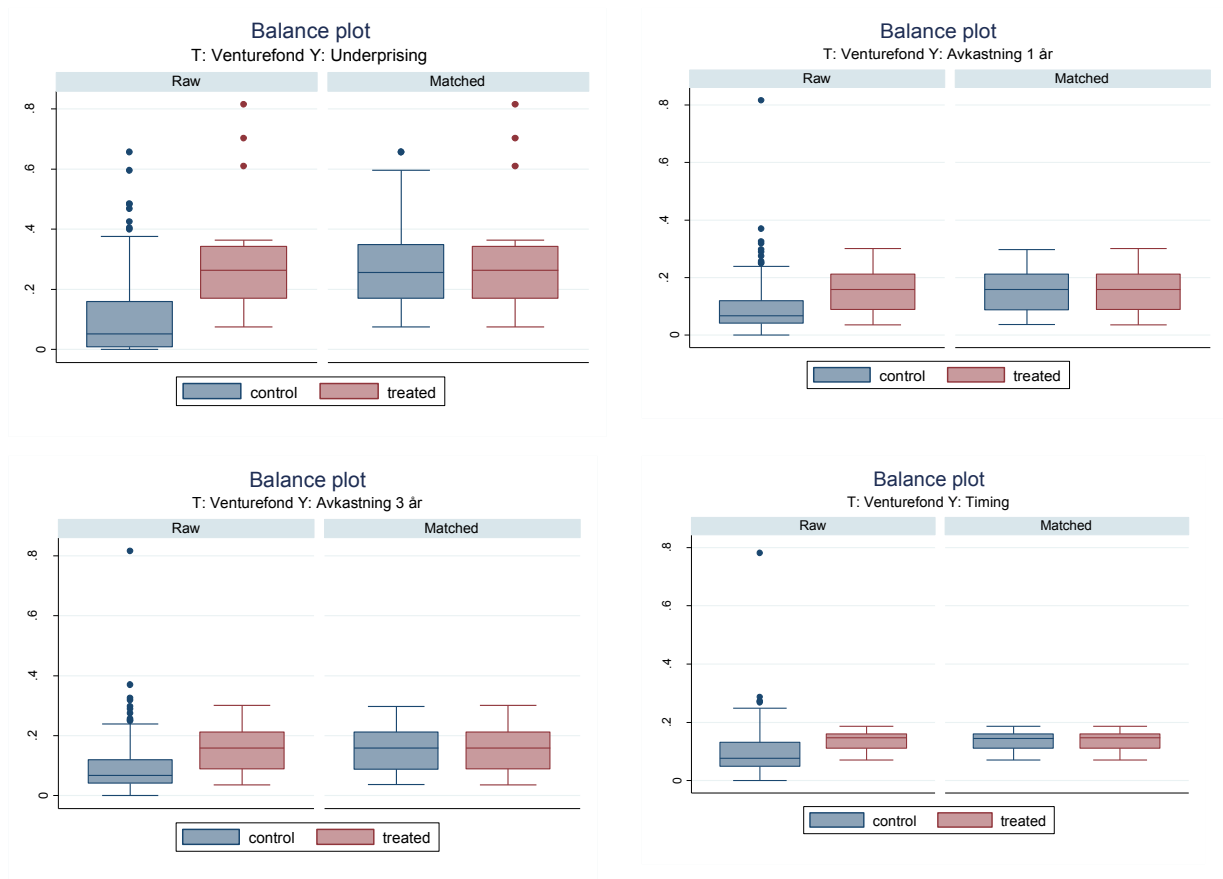 Balance plot
T: Venturefond Y: Underprising
Raw Matched
.8
.6
.4
.2
0
control treated
Balance plot
T: Venturefond Y: Avkastning 1 år
Raw Matched
.8
.6
.4
.2
0
control treated
Balance plot
T: Venturefond Y: Avkastning 3 år
Raw Matched
.8
.6
.4
.2
0
control treated
Balance plot
T: Venturefond Y: Timing
Raw Matched
.8
.6
.4
.2
0
control treated